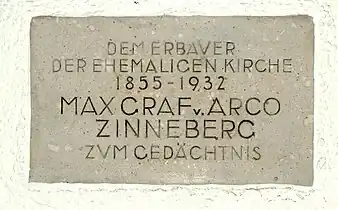 DEM ERBAVER
DER EHEMALIGEN KIRCHE
1855-1932
MAX GRAF v. ARCO
ZINNEBERG
ZVM GEDÄCHTNIS